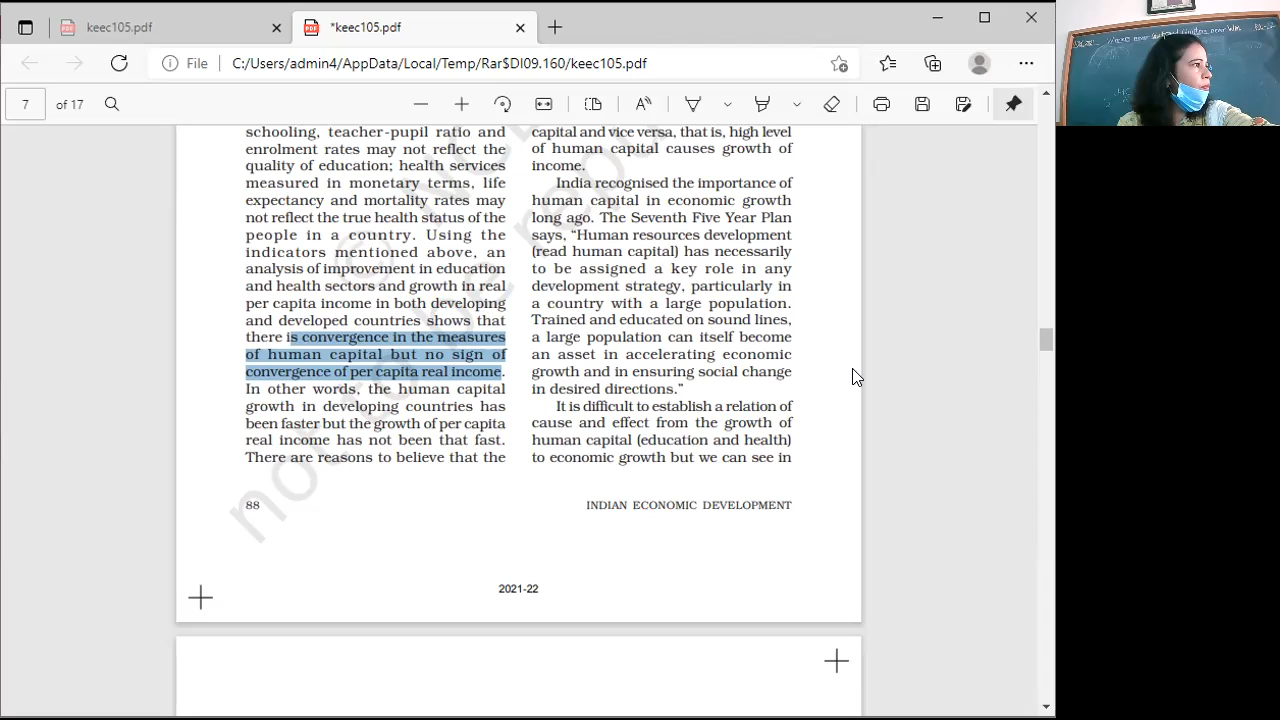 keec105.pdf
*keec105.pdf
File
C:/Users/admin4/AppData/Local/Temp/Rar$DI09.160/keec105.pdf
7
of 17
schooling, teacher-pupil ratio and
enrolment rates may not reflect the
quality of education; health services
measured in monetary terms, life
expectancy and mortality rates may
not reflect the true health status of the
people in a country. Using the
indicators mentioned above, an
analysis of improvement in education
and health sectors and growth in real
per capita income in both developing
and developed countries shows that
there is convergence in the measures
of human capital but no sign of
convergence of per capita real income.
In other words, the human capital
growth in developing countries has
been faster but the growth of per capita
real income has not been that fast.
There are reasons to believe that the
capital and vice versa, that is, high level
of human capital causes growth of
income.
India recognised the importance of
human capital in economic growth
long ago. The Seventh Five Year Plan
says, “Human resources development
(read human capital) has necessarily
to be assigned a key role in any
development strategy, particularly in
a country with a large population.
Trained and educated on sound lines,
a large population can itself become
an asset in accelerating economic
growth and in ensuring social change
in desired directions.”
It is difficult to establish a relation of
cause and effect from the growth of
human capital (education and health)
to economic growth but we can see in
88
INDIAN ECONOMIC DEVELOPMENT
2021-22
© NCE
not to be repu